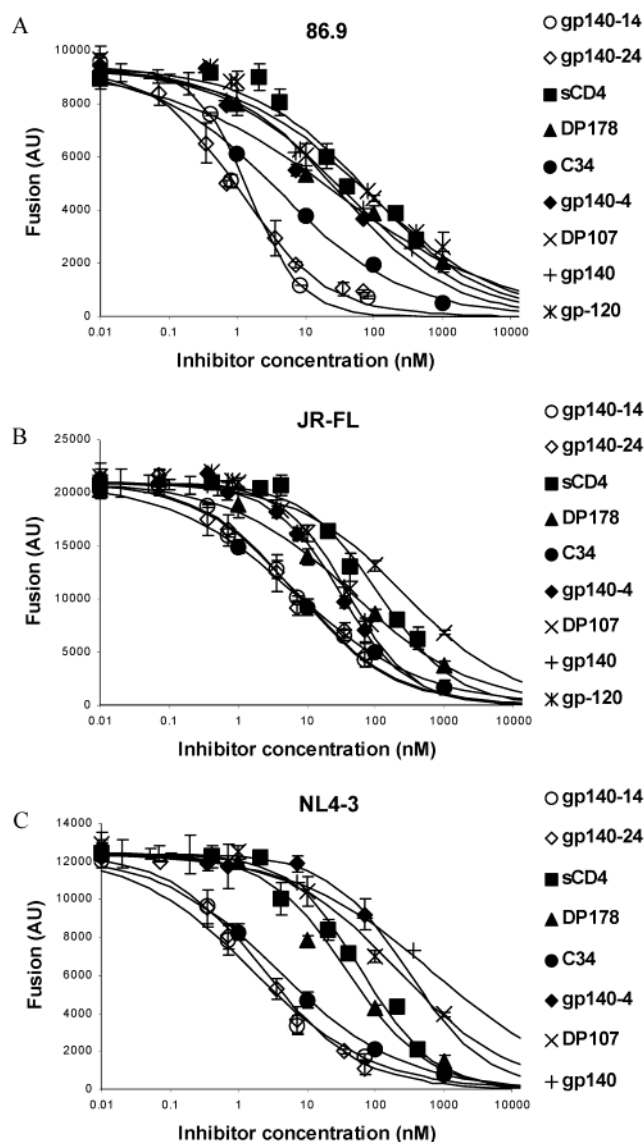 A
86.9
Fusion (AU)
10000
8000
6000
4000
2000
0
0.01 0.1 1 10 100 1000 10000
Inhibitor concentration (nM)
gp140-14
gp140-24
sCD4
DP178
C34
gp140-4
DP107
gp140
gp-120
B
JR-FL
Fusion (AU)
25000
20000
15000
10000
5000
0
0.01 0.1 1 10 100 1000 10000
Inhibitor concentration (nM)
gp140-14
gp140-24
sCD4
DP178
C34
gp140-4
DP107
gp140
gp-120
C
NL4-3
Fusion (AU)
14000
12000
10000
8000
6000
4000
2000
0
0.01 0.1 1 10 100 1000 10000
Inhibitor concentration (nM)
gp140-14
gp140-24
sCD4
DP178
C34
gp140-4
DP107
gp140